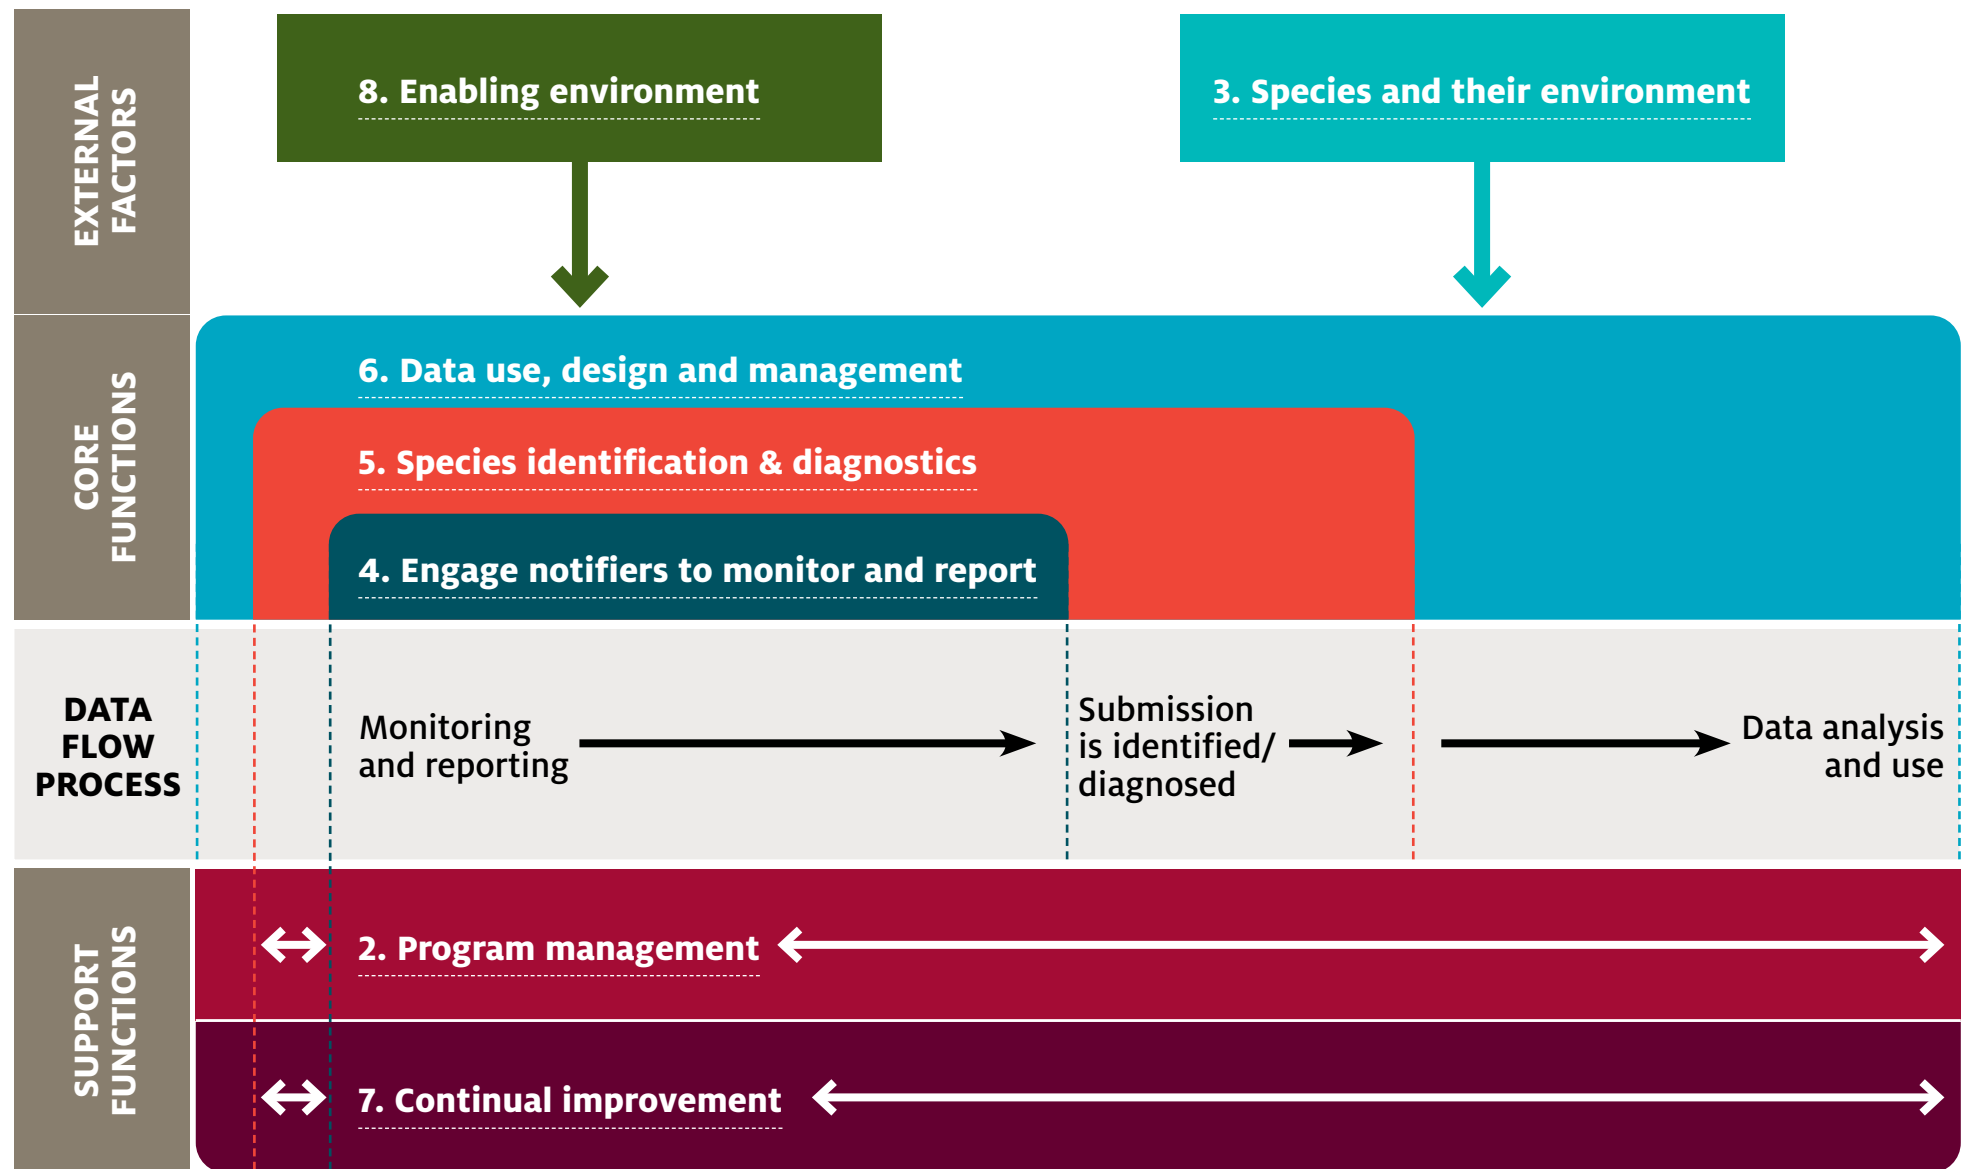 EXTERNAL
FACTORS
8. Enabling environment
3. Species and their environment
CORE
FUNCTIONS
6. Data use, design and management
5. Species identification & diagnostics
4. Engage notifiers to monitor and report
DATA
FLOW
PROCESS
Monitoring
and reporting
Submission
is identified/
diagnosed
Data analysis
and use
SUPPORT
FUNCTIONS
2. Program management
7. Continual improvement